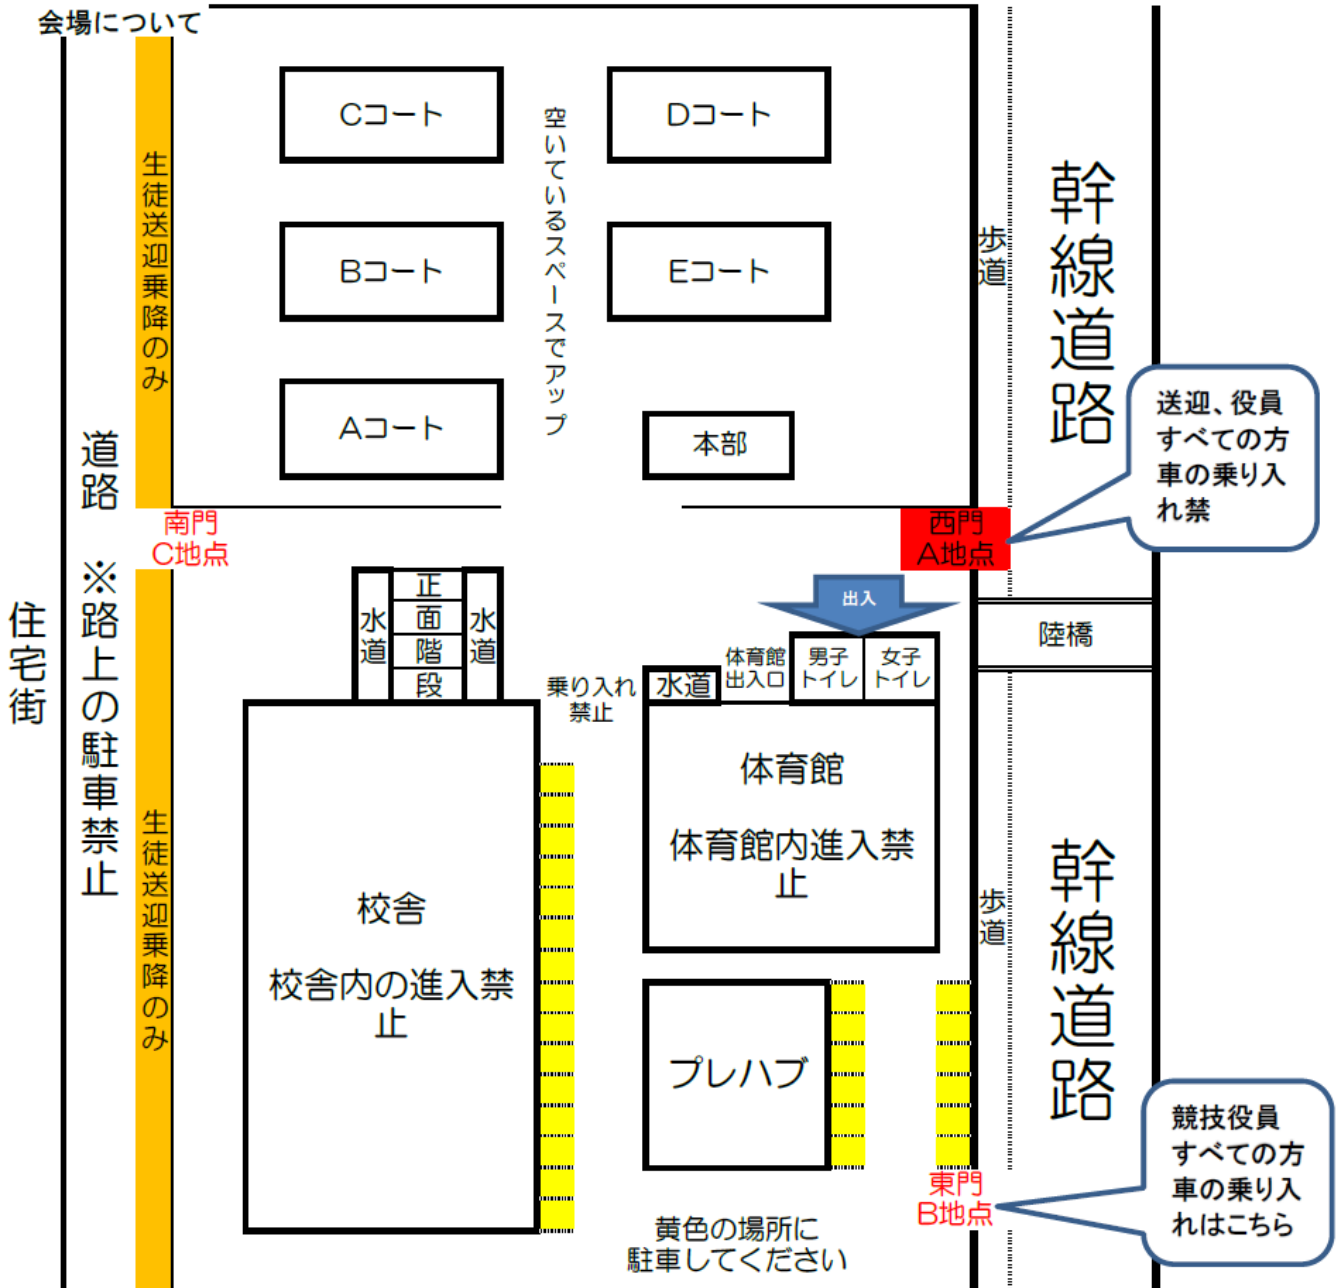 会場について
Cコート
Dコート
Bコート
Eコート
Aコート
本部
空いているスペースでアップ
生徒送迎乗降のみ
歩道
幹線道路
送迎、役員
すべての方
車の乗り入
れ禁
道路 ※路上の駐車禁止
住宅街
南門
C地点
西門
A地点
出入
陸橋
水道
正
面
階
段
水道
乗り入れ
禁止
水道
体育館
出入口
男子
トイレ
女子
トイレ
体育館
体育館内進入禁
止
校舎
校舎内の進入禁
止
生徒送迎乗降のみ
歩道
幹線道路
プレハブ
競技役員
すべての方
車の乗り入
れはこちら
東門
B地点
黄色の場所に
駐車してください